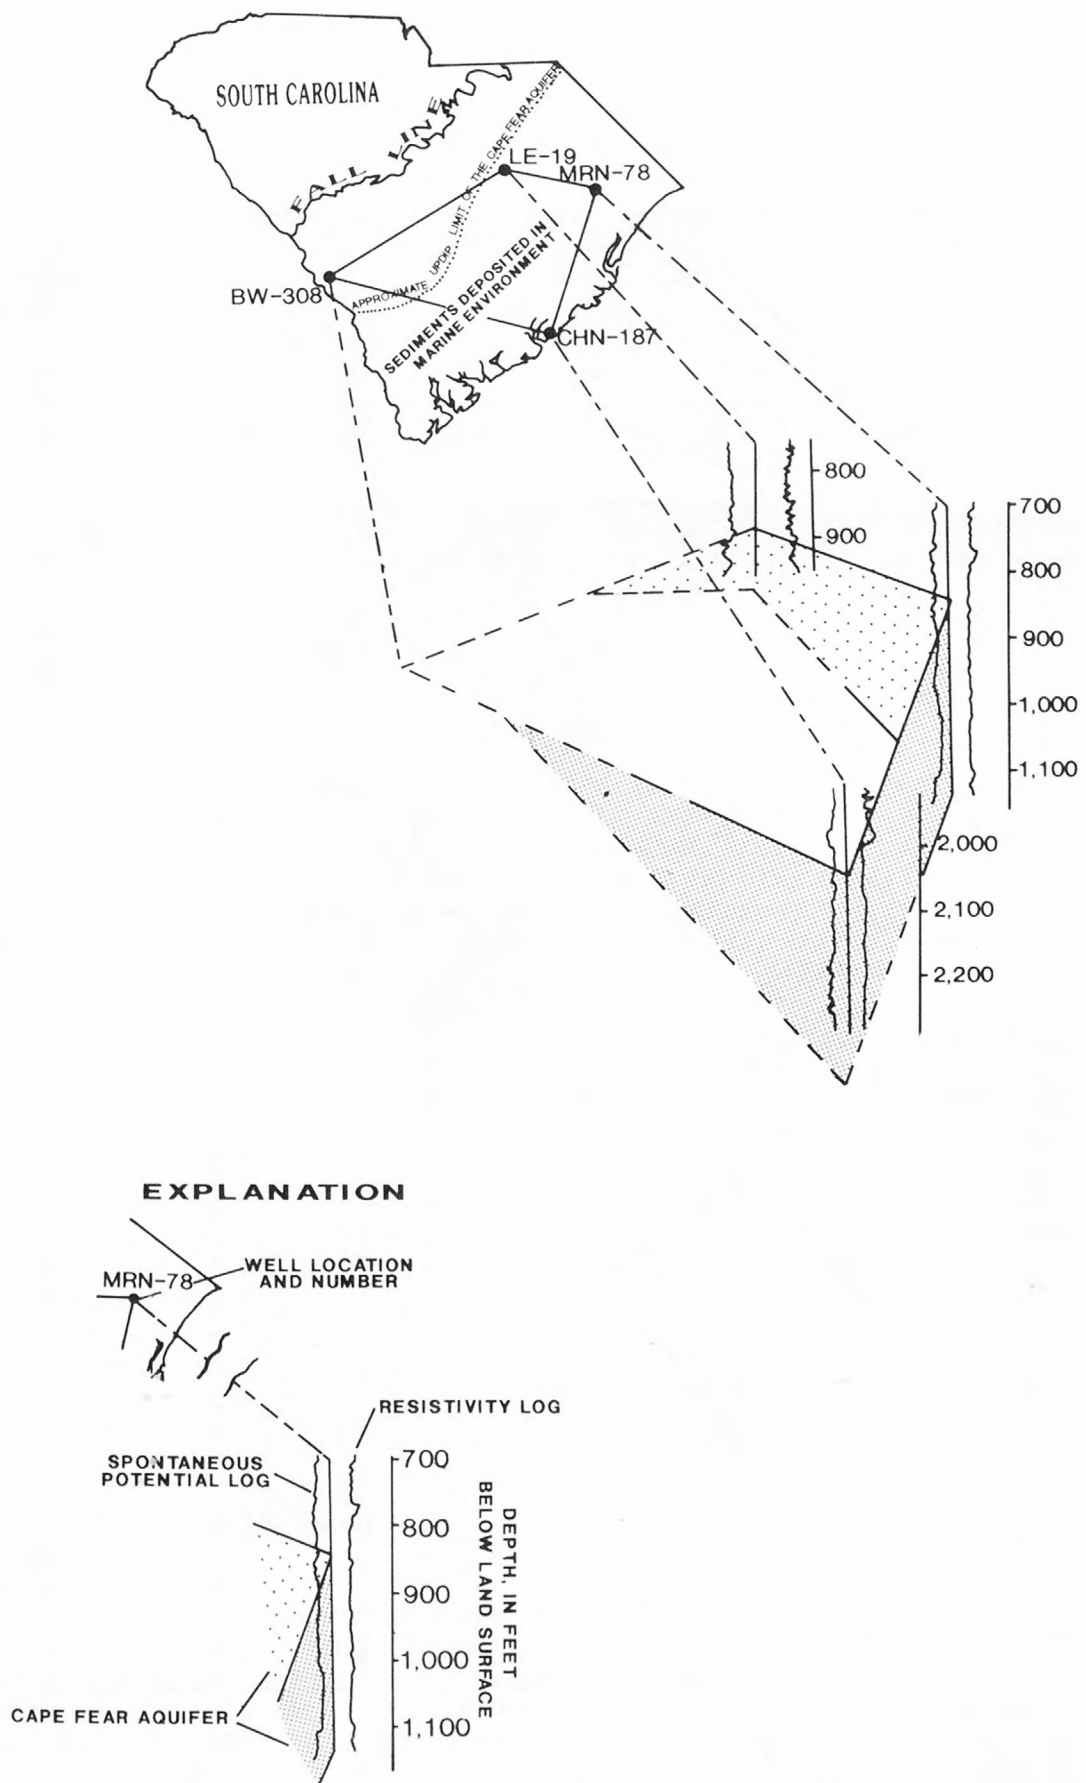 SOUTH CAROLINA
FALL LINE
APPROXIMATE UPDIP LIMIT OF THE CAPE FEAR AQUIFER
LE-19
MRN-78
BW-308
SEDIMENTS DEPOSITED IN
MARINE ENVIRONMENT
CHN-187
800
900
700
800
900
1,000
1,100
2,000
2,100
2,200
EXPLANATION
MRN-78
WELL LOCATION
AND NUMBER
RESISTIVITY LOG
SPONTANEOUS
POTENTIAL LOG
700
800
900
1,000
1,100
DEPTH, IN FEET
BELOW LAND SURFACE
CAPE FEAR AQUIFER